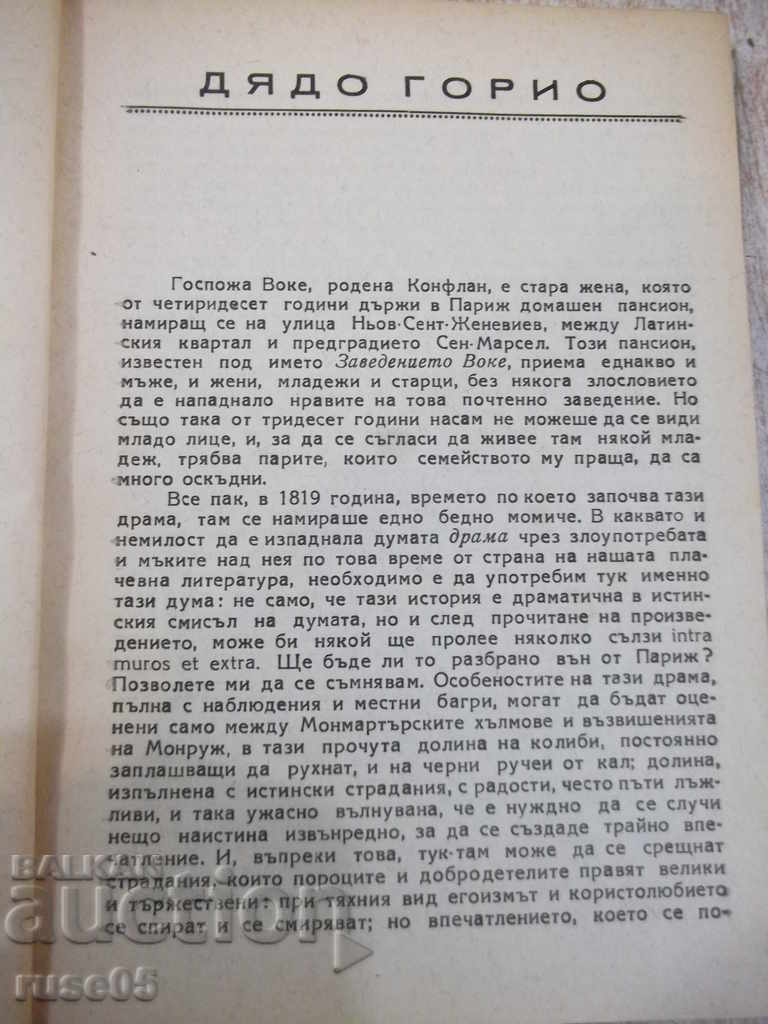 ДЯДО ГОРИО
Госпожа Воке, родена Конфлан, е стара жена, която
от четиридесет години държи в Париж домашен пансион,
намиращ се на улица Ньов-Сент-Женевиев, между Латин-
ския квартал и предградието Сен-Марсел. Този пансион,
известен под името Заведението Воке, приема еднакво и
мъже, и жени, младежи и старци, без някога злословието
да е нападнало нравите на това почтенно заведение. Но
също така от тридесет години насам не можеше да се види
младо лице, и, за да се съгласи да живее там някой мла-
деж, трябва парите, които семейството му праща, да са
много оскъдни.
Все пак, в 1819 година, времето по което започва тази
драма, там се намираше едно бедно момиче. В каквато и
немилост да е изпаднала думата драма чрез злоупотребата
и мъките над нея по това време от страна на нашата пла-
чевна литература, необходимо е да употребим тук именно
тази дума: не само, че тази история е драматична в истин-
ския смисъл на думата, но и след прочитане на произве-
дението, може би някой ще пролее няколко сълзи intra
muros et extra. Ще бъде ли то разбрано вън от Париж?
Позволете ми да се съмнявам. Особеностите на тази драма,
пълна с наблюдения и местни багри, могат да бъдат оце-
нени само между Монмартърските хълмове и възвишенията
на Монруж, в тази прочута долина на колиби, постоянно
заплашващи да рухнат, и на черни ручеи от кал; долина,
изпълнена с истински страдания, с радости, често пъти лъж-
ливи, и така ужасно вълнувана, че е нуждно да се случи
нещо наистина извънредно, за да се създаде трайно впе-
чатление. И, въпреки това, тук-там може да се срещнат
страдания, които пороците и добродетелите правят велики
и тържествени: при тяхния вид егоизмът и користолюбието
се спират и се смиряват; но впечатлението, което се по-
BALKAN
auction
ruse05